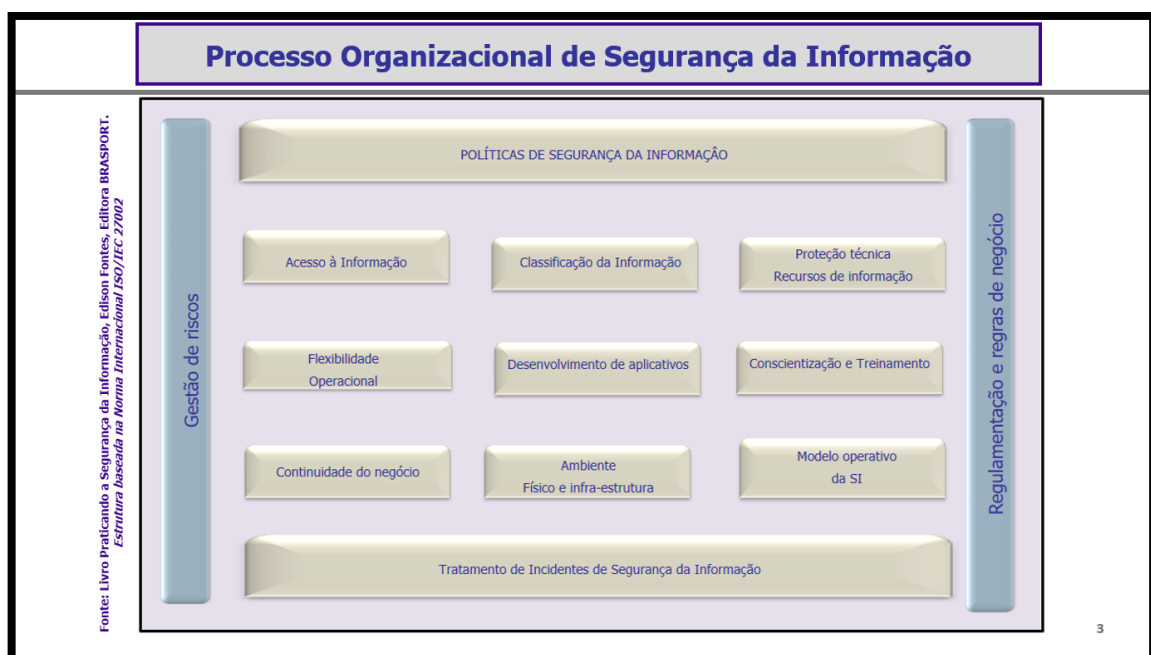 Processo Organizacional de Segurança da Informação
Fonte: Livro Praticando a Segurança da Informação, Edison Fontes, Editora BRASPORT.
Estrutura baseada na Norma Internacional ISO/IEC 27002
Gestão de riscos
POLÍTICAS DE SEGURANÇA DA INFORMAÇÂO
Acesso à Informação
Classificação da Informação
Proteção técnica
Recursos de informação
Flexibilidade
Operacional
Desenvolvimento de aplicativos
Conscientização e Treinamento
Continuidade do negócio
Ambiente
Físico e infra-estrutura
Modelo operativo
da SI
Tratamento de Incidentes de Segurança da Informação
Regulamentação e regras de negócio
3